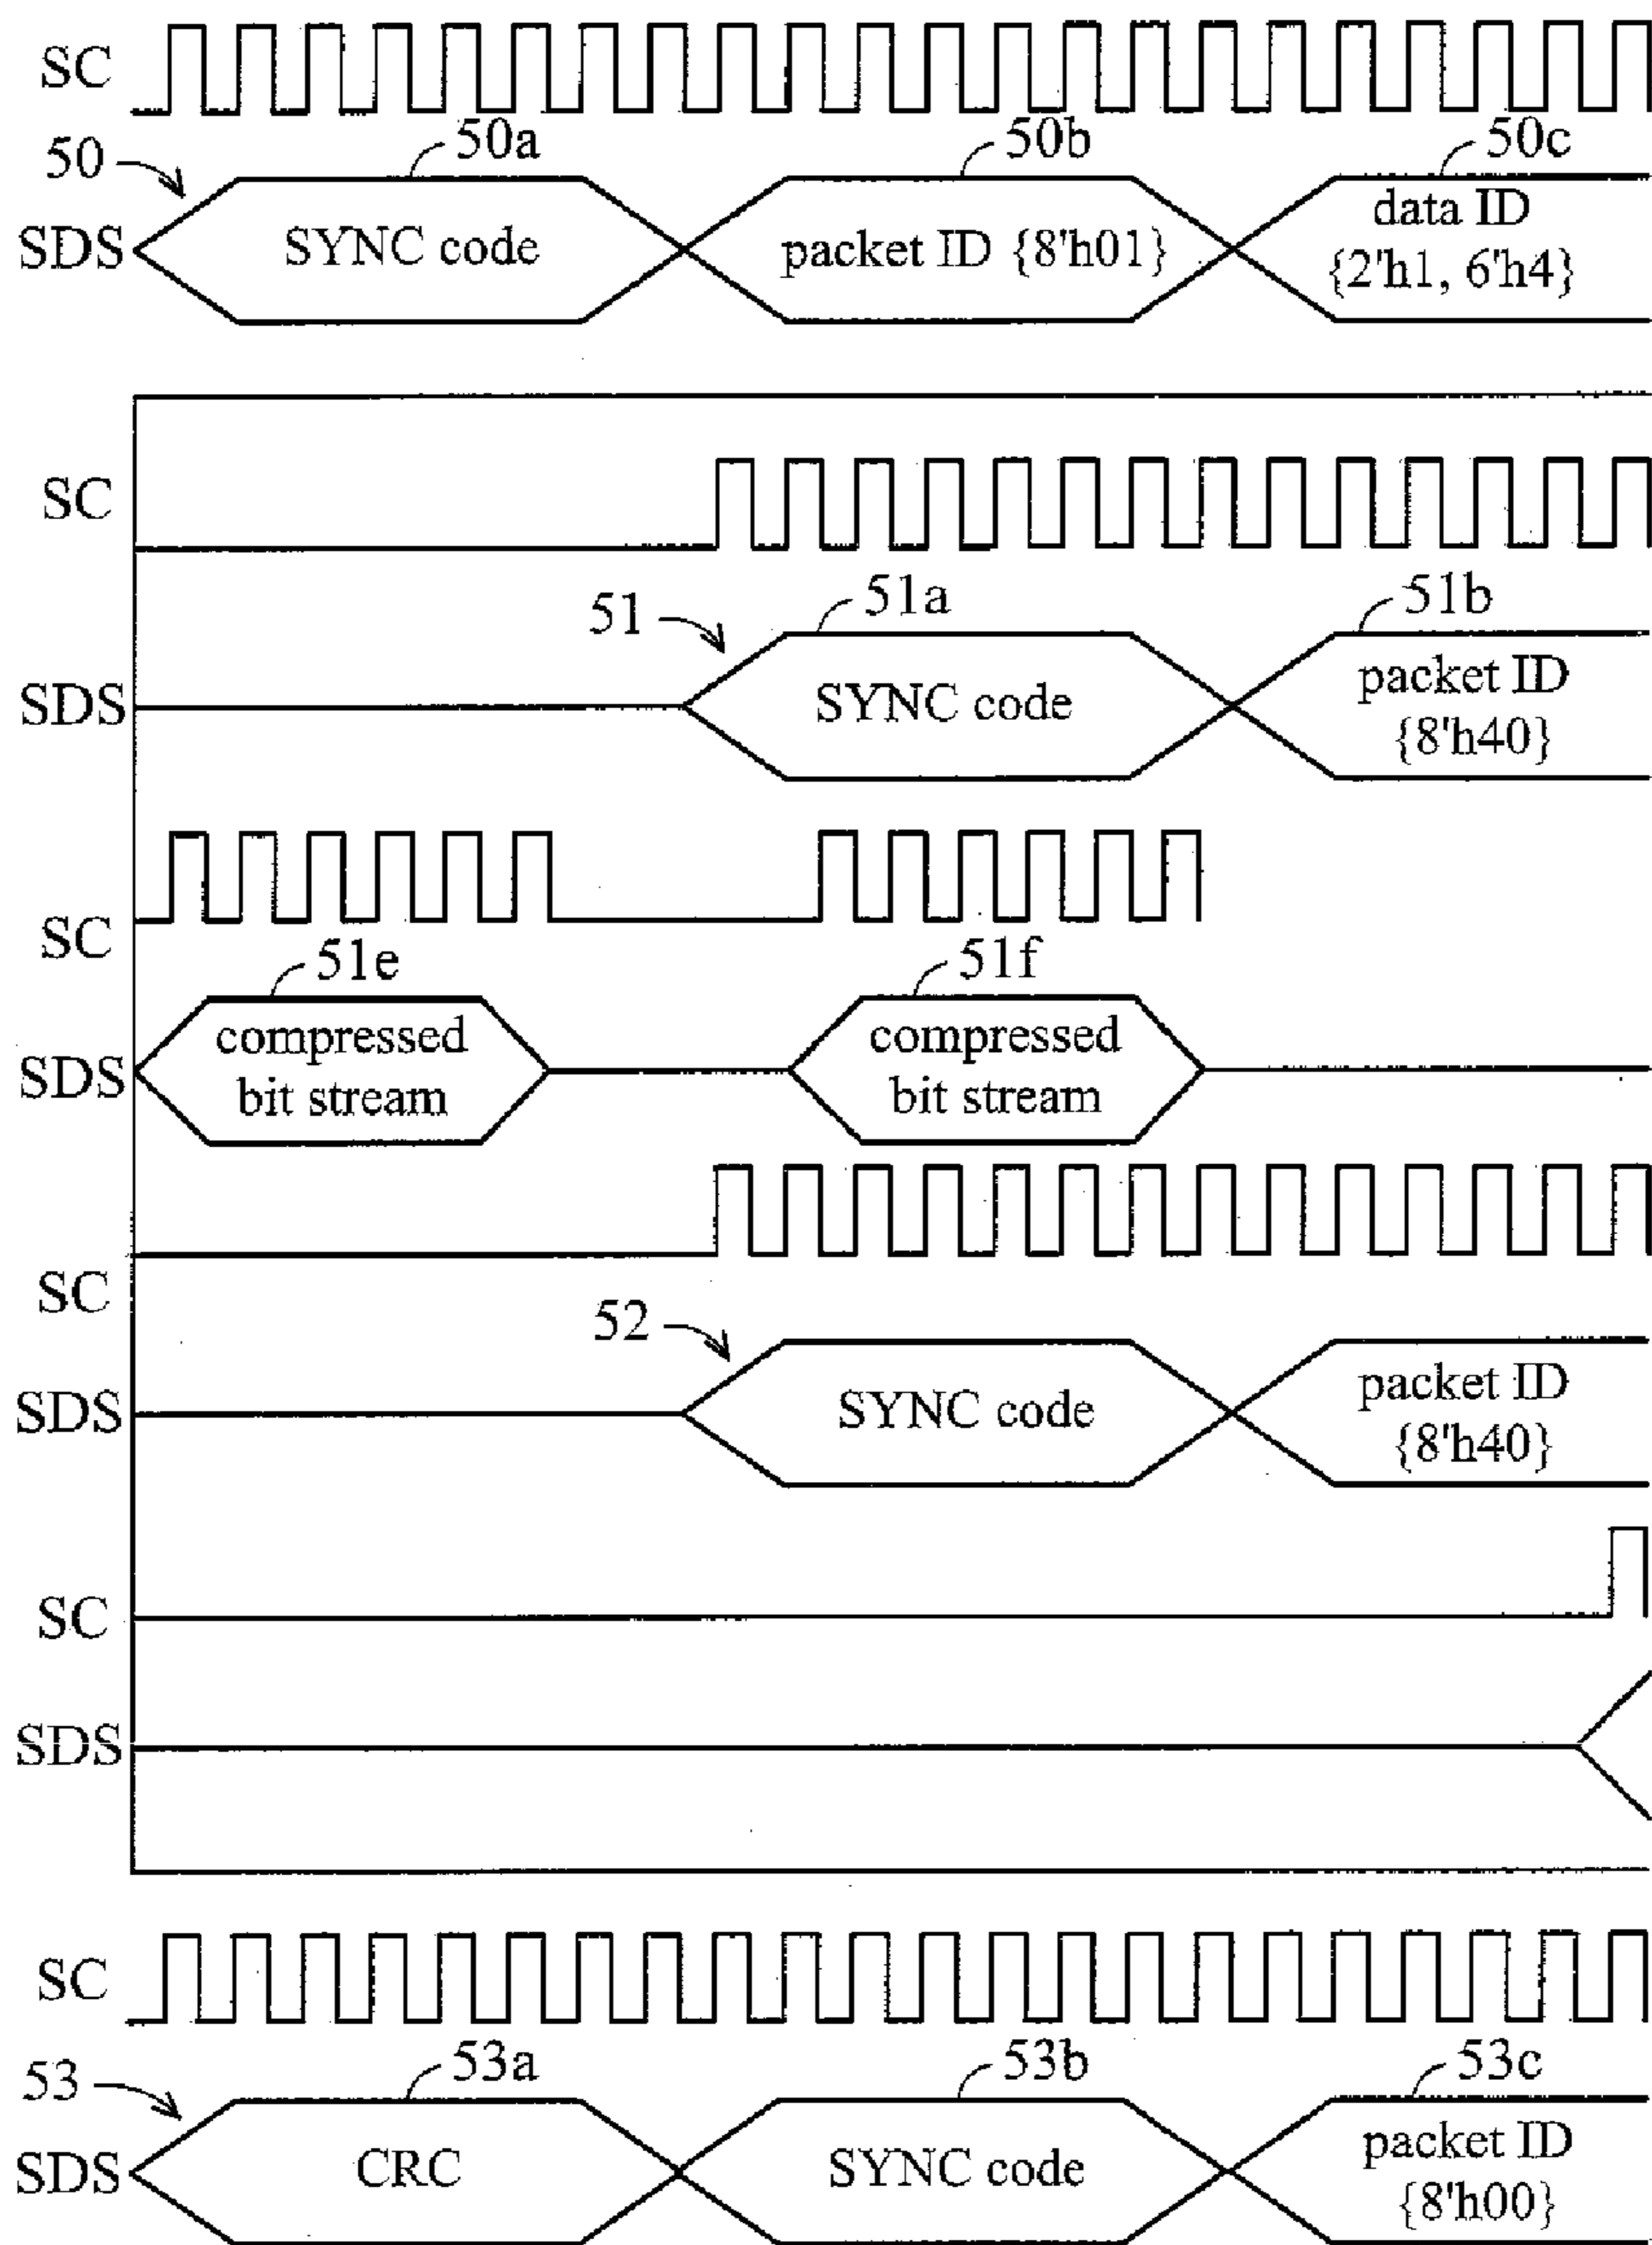 SC
50
50a
50b
50c
SDS
SYNC code
packet ID {8'h01}
data ID
{2'h1, 6'h4}
SC
51
51a
51b
SDS
SYNC code
packet ID
{8'h40}
SC
51e
51f
SDS
compressed
bit stream
compressed
bit stream
SC
52
SDS
SYNC code
packet ID
{8'h40}
SC
SDS
SC
53
53a
53b
53c
SDS
CRC
SYNC code
packet ID
{8'h00}